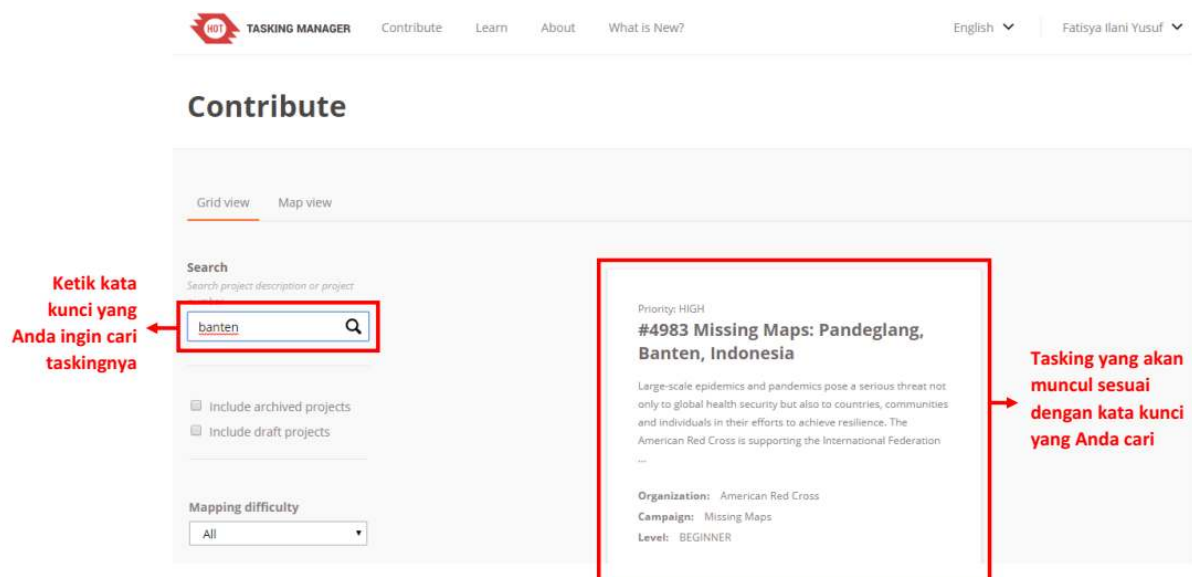 HOT TASKING MANAGER Contribute Learn About What is New? English Fatisya Ilani Yusuf
Contribute
Grid view Map view
Search
Search project description or project
banten
Include archived projects
Include draft projects
Mapping difficulty
All
Ketik kata
kunci yang
Anda ingin cari
taskingnya
Priority: HIGH
#4983 Missing Maps: Pandeglang,
Banten, Indonesia
Large-scale epidemics and pandemics pose a serious threat not
only to global health security but also to countries, communities
and individuals in their efforts to achieve resilience. The
American Red Cross is supporting the International Federation
...
Organization: American Red Cross
Campaign: Missing Maps
Level: BEGINNER
Tasking yang akan
muncul sesuai
dengan kata kunci
yang Anda cari